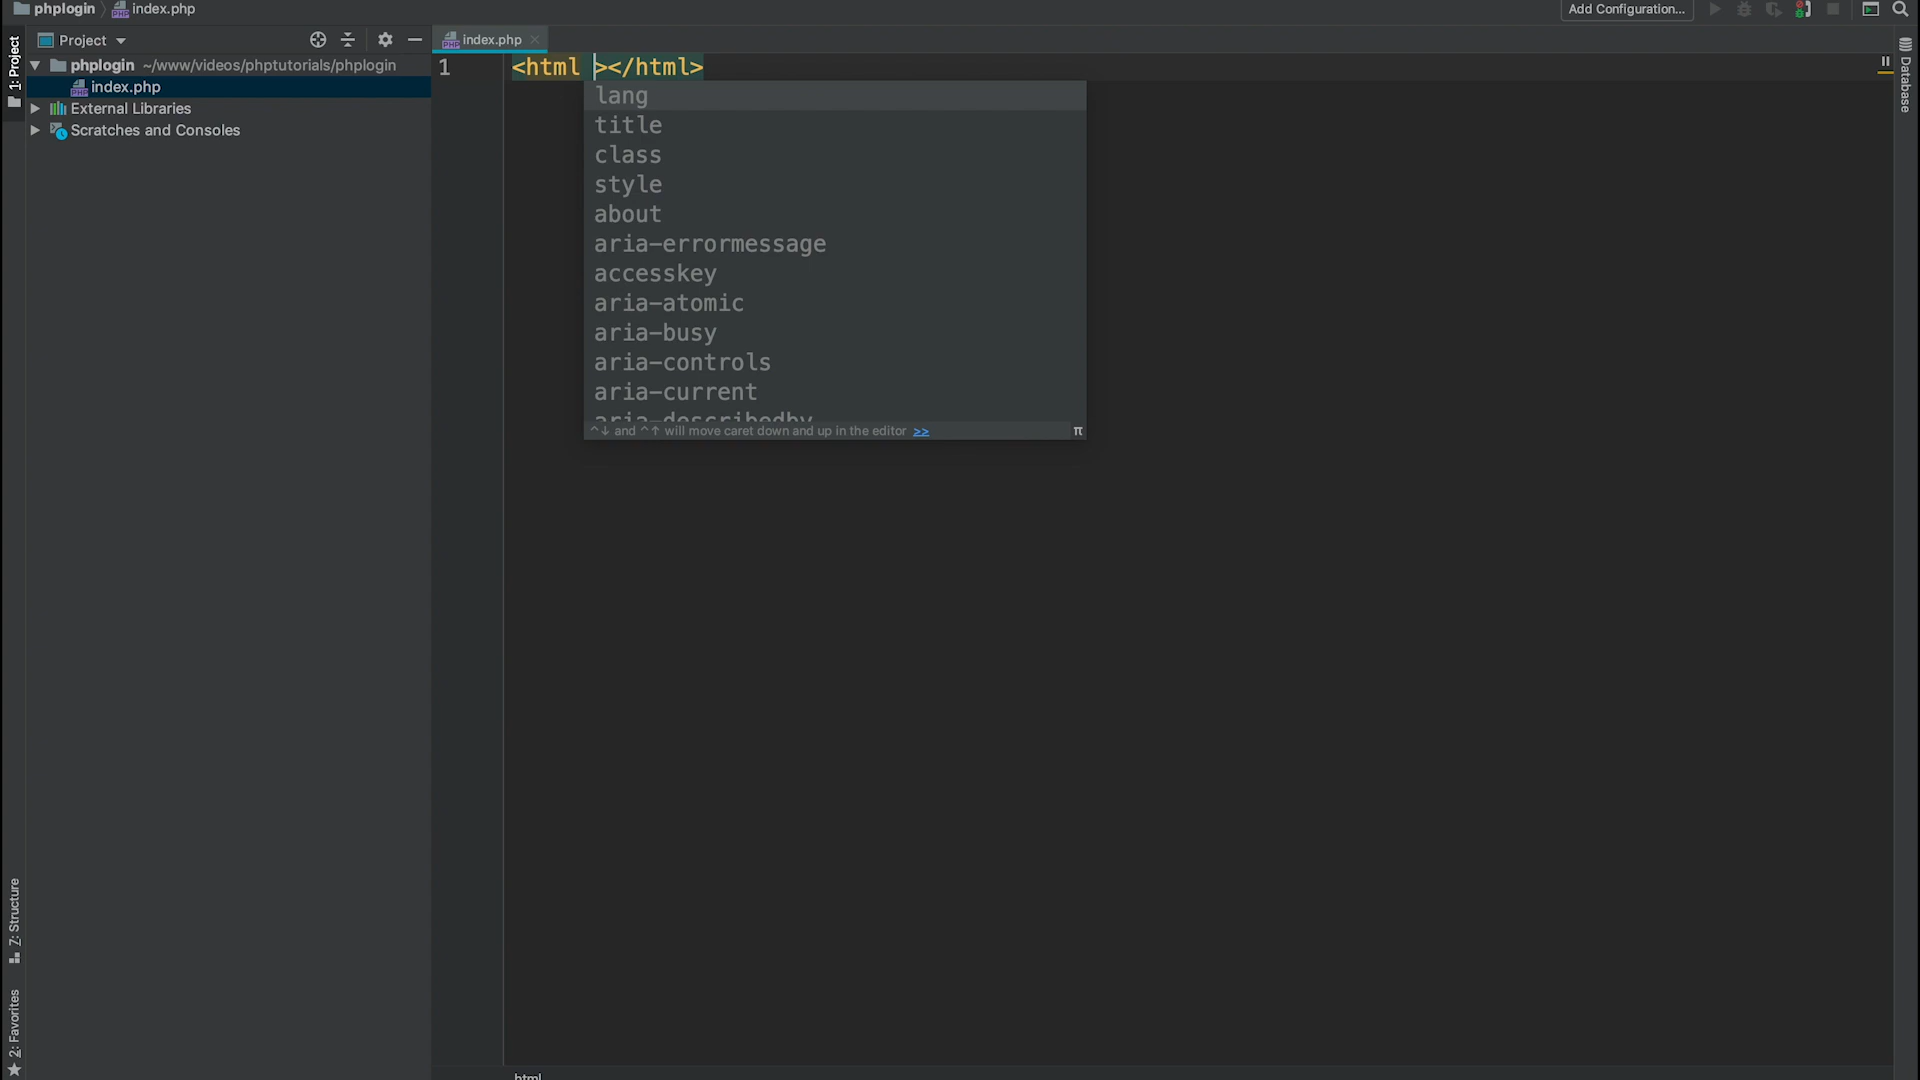 phplogin index.php
Add Configuration...
1: Project
Project
index.php
Database
phplogin ~/www/videos/phptutorials/phplogin
index.php
External Libraries
Scratches and Consoles
1 <html ></html>
lang
title
class
style
about
aria-errormessage
accesskey
aria-atomic
aria-busy
aria-controls
aria-current
aria-describedby
^↓ and ^↑ will move caret down and up in the editor >> π
7: Structure
2: Favorites
html